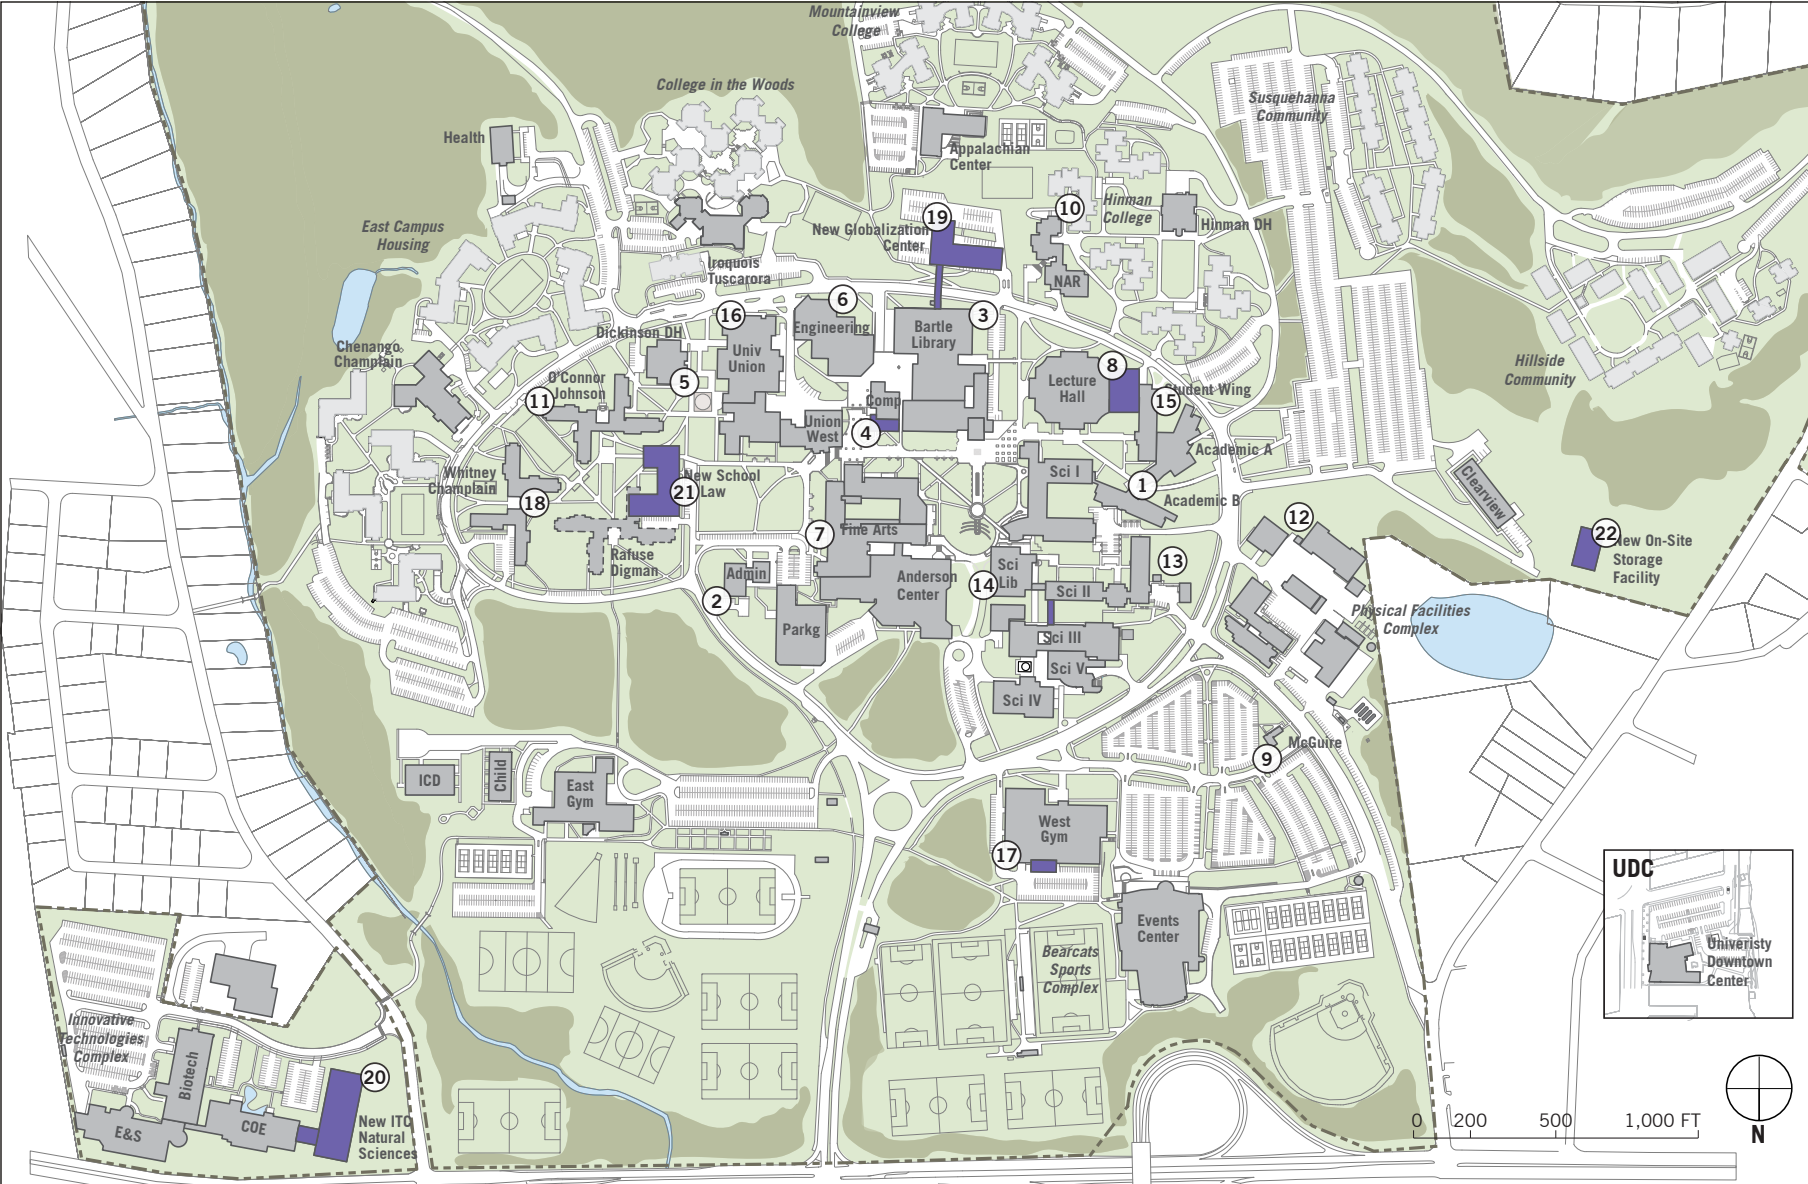 Mountainview
College
College in the Woods
Susquehanna
Community
Health
Appalachian
Center
East Campus
Housing
19
10
Hinman
College
Hinman DH
New Globalization
Center
Iroquois
Tuscarora
NAR
6
16
3
Engineering
Bartle
Library
Dickinson DH
Chenango
Champlain
Univ
Union
Hillside
Community
O'Connor
Johnson
5
8
Lecture
Hall
Student Wing
11
Comp
15
Union
West
4
Academic A
Whitney
Champlain
New School
Law
21
Sci I
1
Academic B
Clearview
18
12
7
Fine Arts
22
New On-Site
Storage
Facility
Rafuse
Digman
Admin
Anderson
Center
Sci
Lib
14
13
Sci II
2
Parkg
Physical Facilities
Complex
Sci III
Sci V
Sci IV
McGuire
9
ICD
Child
East
Gym
West
Gym
17
UDC
Events
Center
Bearcats
Sports
Complex
Univeristy
Downtown
Center
Innovative
Technologies
Complex
Biotech
20
E&S
COE
New ITC
Natural
Sciences
0 200 500 1,000 FT
N